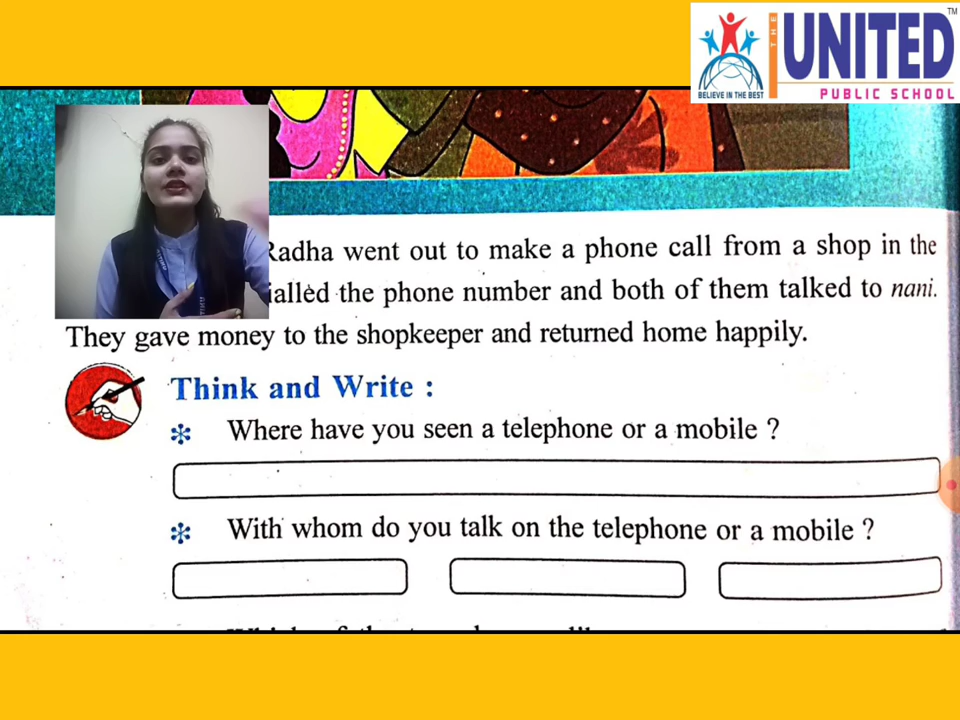 TM
THE
UNITED
PUBLIC SCHOOL
BELIEVE IN THE BEST
Radha went out to make a phone call from a shop in the
the phone number and both of them talked to nani.
They gave money to the shopkeeper and returned home happily.
Think and Write :
* Where have you seen a telephone or a mobile ?
* With whom do you talk on the telephone or a mobile ?